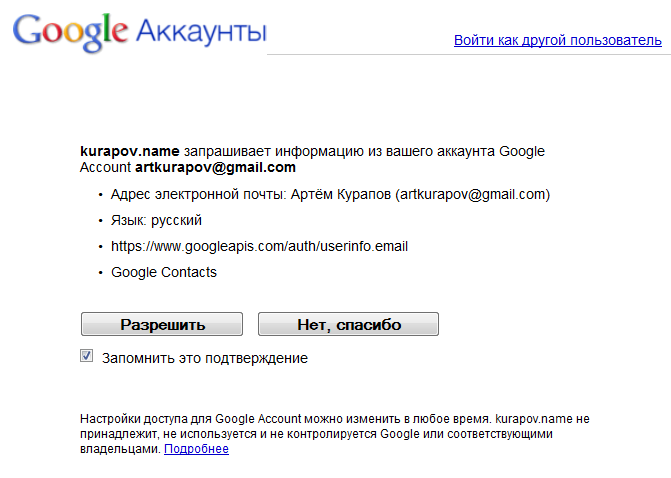 Google Аккаунты
Войти как другой пользователь
kurapov.name запрашивает информацию из вашего аккаунта Google
Account artkurapov@gmail.com
• Адрес электронной почты: Артём Курапов (artkurapov@gmail.com)
• Язык: русский
• https://www.googleapis.com/auth/userinfo.email
• Google Contacts
Разрешить Нет, спасибо
Запомнить это подтверждение
Настройки доступа для Google Account можно изменить в любое время. kurapov.name не
принадлежит, не используется и не контролируется Google или соответствующими
владельцами. Подробнее